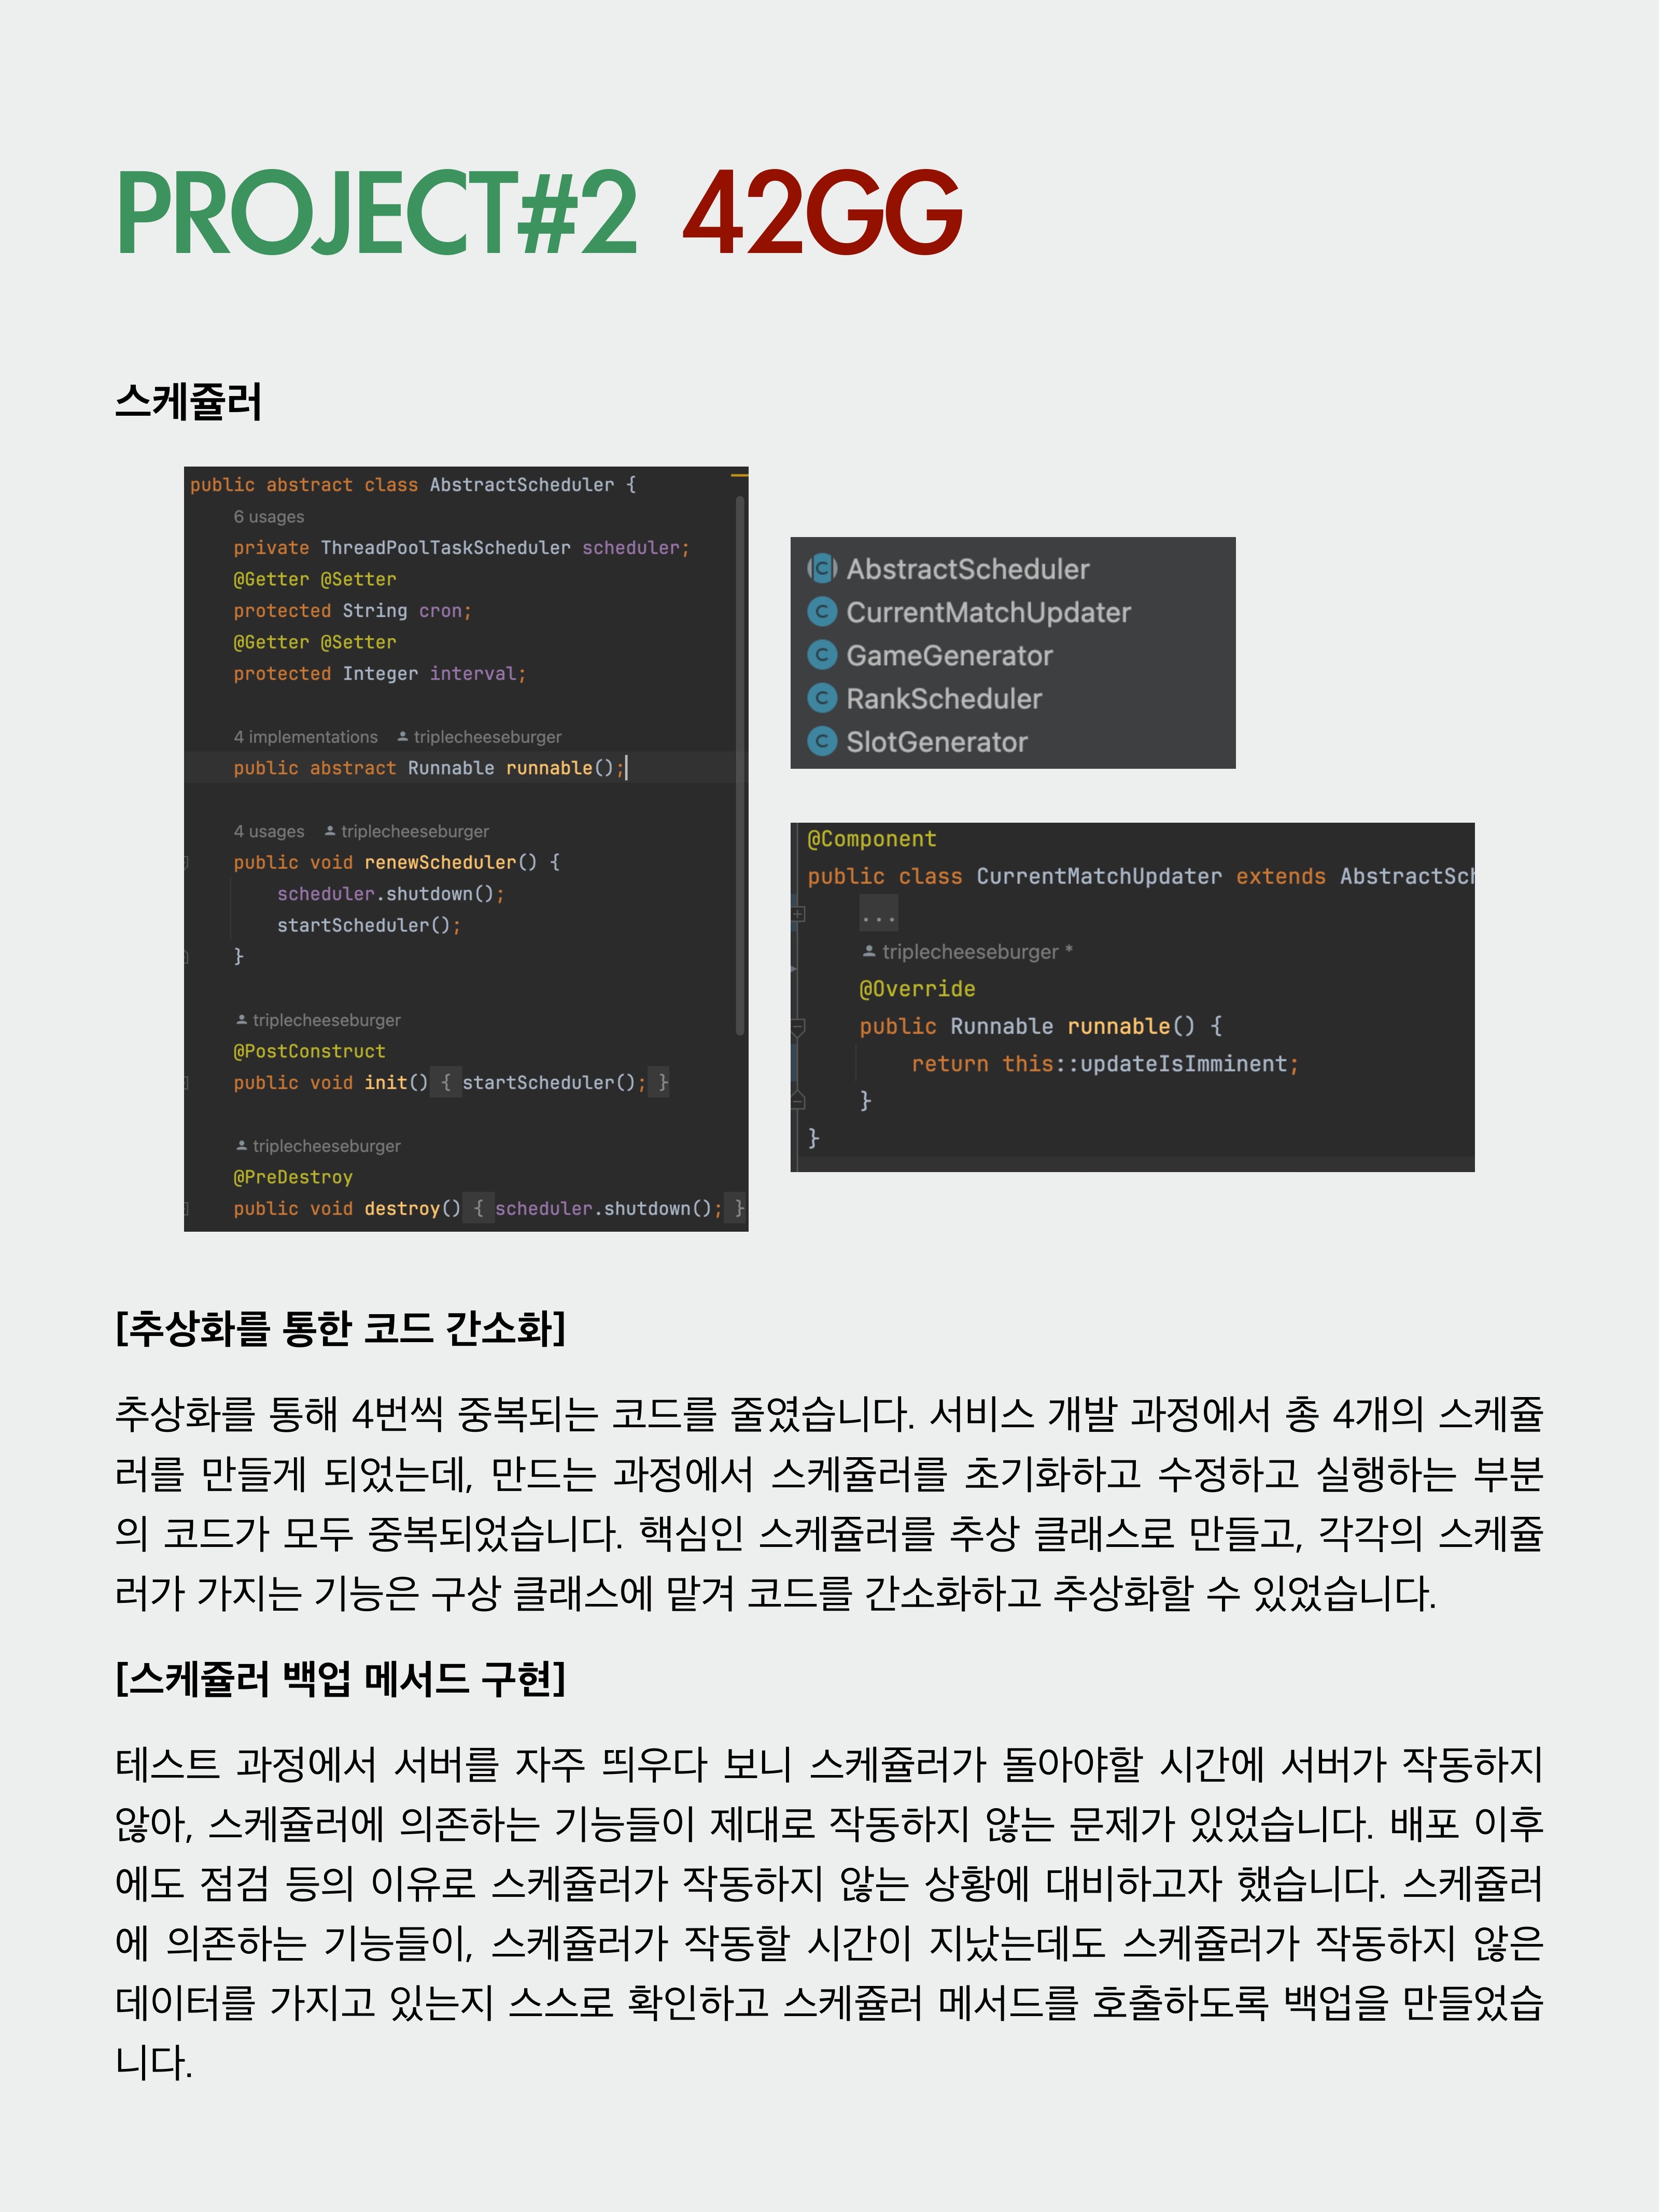 PROJECT#2 42GG
스케쥴러
public abstract class AbstractScheduler {
6 usages
private ThreadPoolTaskScheduler scheduler;
@Getter @Setter
protected String cron;
@Getter @Setter
protected Integer interval;
4 implementations triplecheeseburger
public abstract Runnable runnable();
4 usages triplecheeseburger
public void renewScheduler() {
scheduler.shutdown();
startScheduler();
}
triplecheeseburger
@PostConstruct
public void init() { startScheduler(); }
triplecheeseburger
@PreDestroy
public void destroy() { scheduler.shutdown(); }
AbstractScheduler
CurrentMatchUpdater
GameGenerator
RankScheduler
SlotGenerator
@Component
public class CurrentMatchUpdater extends AbstractSch
...
triplecheeseburger *
@Override
public Runnable runnable() {
return this::updateIsImminent;
}
}
[추상화를 통한 코드 간소화]
추상화를 통해 4번씩 중복되는 코드를 줄였습니다. 서비스 개발 과정에서 총 4개의 스케쥴
러를 만들게 되었는데, 만드는 과정에서 스케쥴러를 초기화하고 수정하고 실행하는 부분
의 코드가 모두 중복되었습니다. 핵심인 스케쥴러를 추상 클래스로 만들고, 각각의 스케쥴
러가 가지는 기능은 구상 클래스에 맡겨 코드를 간소화하고 추상화할 수 있었습니다.
[스케쥴러 백업 메서드 구현]
테스트 과정에서 서버를 자주 띄우다 보니 스케쥴러가 돌아야할 시간에 서버가 작동하지
않아, 스케쥴러에 의존하는 기능들이 제대로 작동하지 않는 문제가 있었습니다. 배포 이후
에도 점검 등의 이유로 스케쥴러가 작동하지 않는 상황에 대비하고자 했습니다. 스케쥴러
에 의존하는 기능들이, 스케쥴러가 작동할 시간이 지났는데도 스케쥴러가 작동하지 않은
데이터를 가지고 있는지 스스로 확인하고 스케쥴러 메서드를 호출하도록 백업을 만들었습
니다.